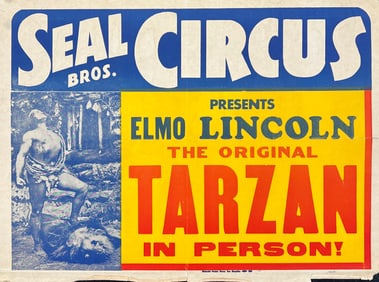 SEAL BROS. CIRCUS
PRESENTS
ELMO LINCOLN
THE ORIGINAL
TARZAN
IN PERSON!